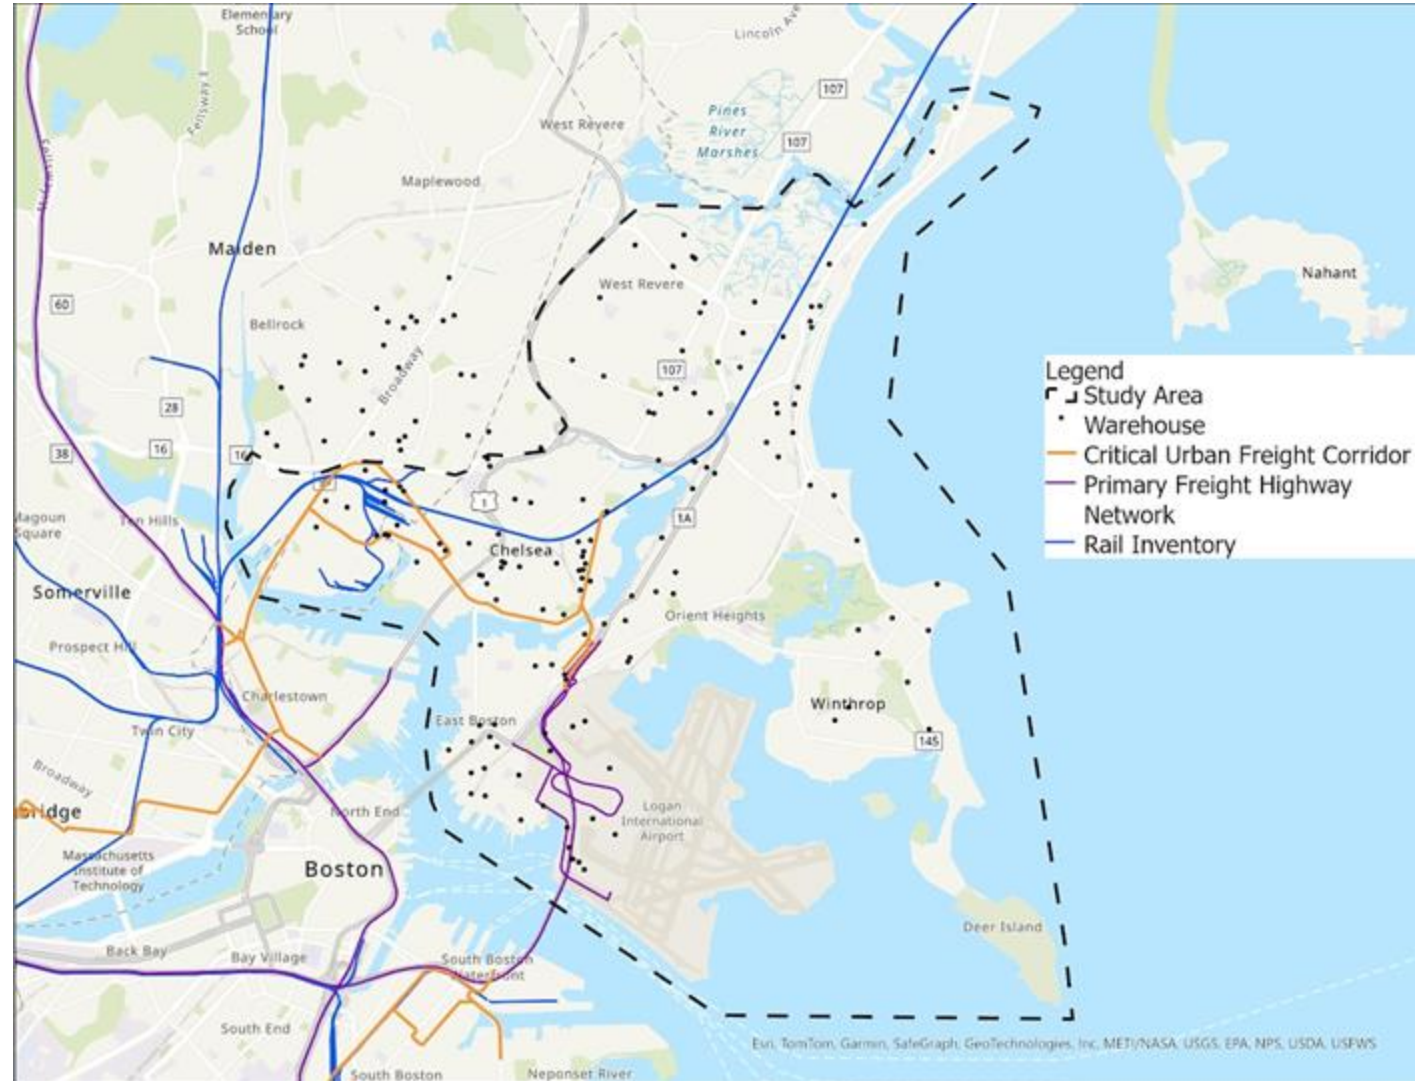 Elementary
School
Lincoln Ave
Fellsway E
107
Pines
River
Marshes
West Revere
107
Maplewood
Malden
West Revere
Nahant
60
Bellrock
Broadway
107
28
38
16
16
1
1A
Magoun
Square
Ten Hills
Chelsea
Somerville
Orient Heights
Prospect Hill
Charlestown
Winthrop
East Boston
Twin City
145
Broadway
North End
Logan
International
Airport
Massachusetts
Institute of
Technology
Boston
Deer Island
Back Bay
Bay Village
South Boston
Waterfront
South End
South Boston
Neponset River
Legend
Study Area
Warehouse
Critical Urban Freight Corridor
Primary Freight Highway
Network
Rail Inventory
Esri, TomTom, Garmin, SafeGraph, GeoTechnologies, Inc, METI/NASA, USGS, EPA, NPS, USDA, USFWS